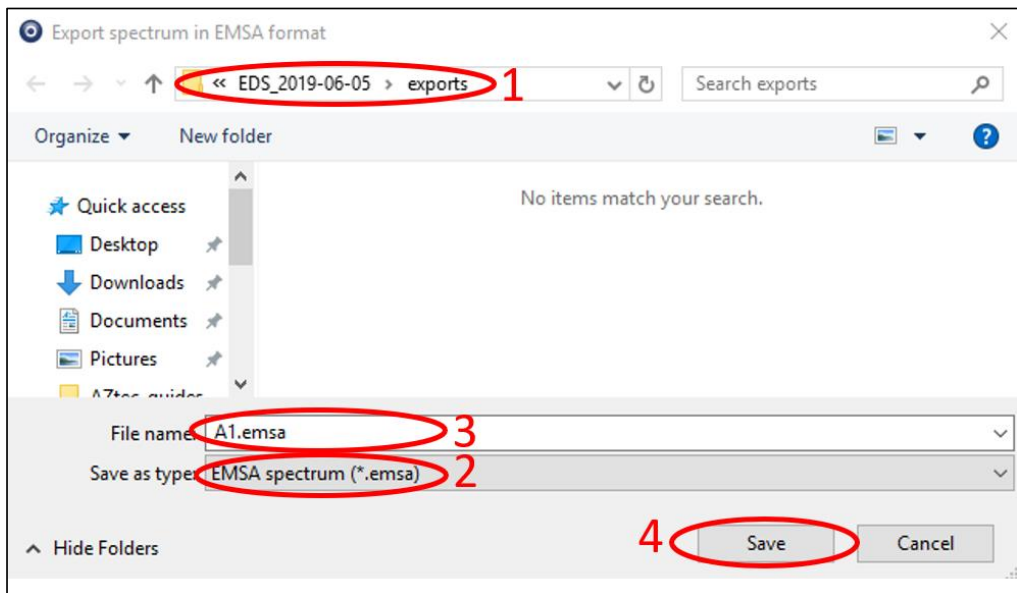 Export spectrum in EMSA format
« EDS_2019-06-05 › exports 1 Search exports
Organize New folder
Quick access
No items match your search.
Desktop
Downloads
Documents
Pictures
AZtec guides
File name: A1.emsa 3
Save as type: EMSA spectrum (*.emsa) 2
Hide Folders 4 Save Cancel